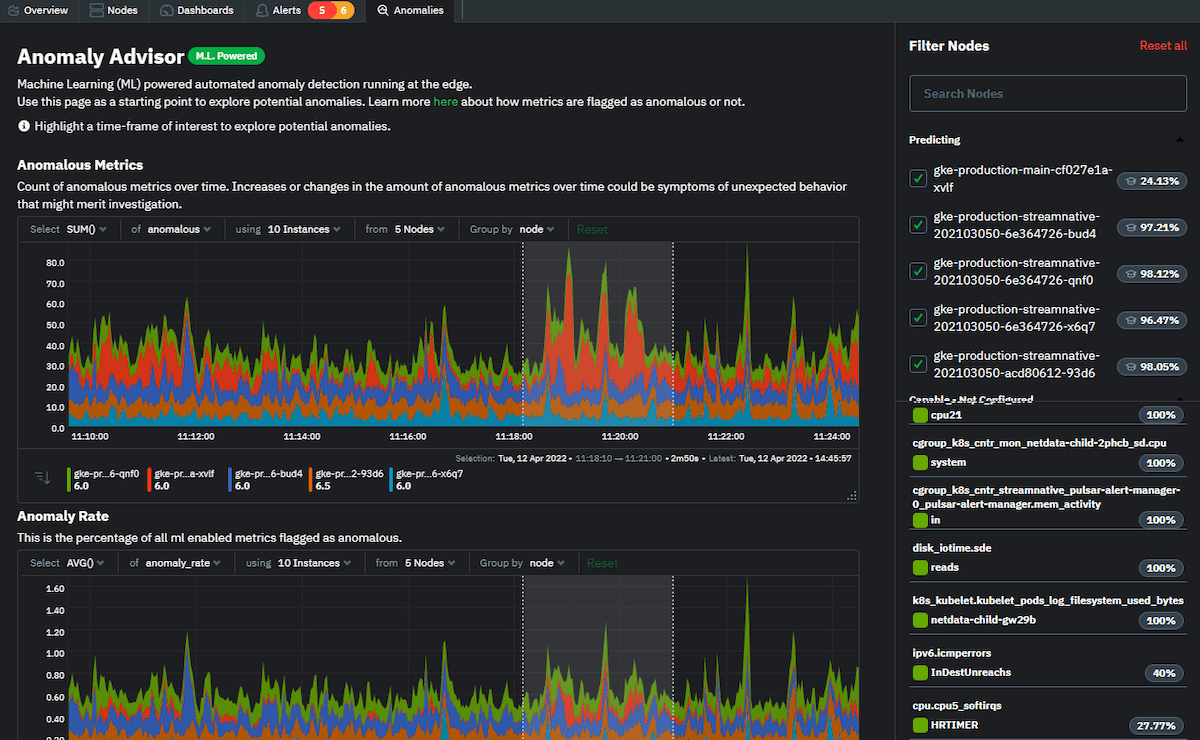 Overview
Nodes
Dashboards
Alerts 5 6
Anomalies
Anomaly Advisor M.L. Powered
Machine Learning (ML) powered automated anomaly detection running at the edge.
Use this page as a starting point to explore potential anomalies. Learn more here about how metrics are flagged as anomalous or not.
Highlight a time-frame of interest to explore potential anomalies.
Anomalous Metrics
Count of anomalous metrics over time. Increases or changes in the amount of anomalous metrics over time could be symptoms of unexpected behavior
that might merit investigation.
Select SUM() of anomalous using 10 Instances from 5 Nodes Group by node Reset
80.0
70.0
60.0
50.0
40.0
30.0
20.0
10.0
0.0
11:10:00 11:12:00 11:14:00 11:16:00 11:18:00 11:20:00 11:22:00 11:24:00
Selection: Tue, 12 Apr 2022 • 11:18:10 → 11:21:00 • 2m50s • Latest: Tue, 12 Apr 2022 • 14:45:57
gke-pr...6-qnf0 gke-pr...a-xvlf gke-pr...6-bud4 gke-pr...2-93d6 gke-pr...6-x6q7
6.0 6.0 6.0 6.5 6.0
Anomaly Rate
This is the percentage of all ml enabled metrics flagged as anomalous.
Select AVG() of anomaly_rate using 10 Instances from 5 Nodes Group by node Reset
1.60
1.40
1.20
1.00
0.80
0.60
0.40
0.20
Filter Nodes Reset all
Search Nodes
Predicting
gke-production-main-cf027e1a-
xvlf 24.13%
gke-production-streamnative-
202103050-6e364726-bud4 97.21%
gke-production-streamnative-
202103050-6e364726-qnf0 98.12%
gke-production-streamnative-
202103050-6e364726-x6q7 96.47%
gke-production-streamnative-
202103050-acd80612-93d6 98.05%
Capable - Not Configured
cpu21 100%
cgroup_k8s_cntr_mon_netdata-child-2phcb_sd.cpu
system 100%
cgroup_k8s_cntr_streamnative_pulsar-alert-manager-
0_pulsar-alert-manager.mem_activity
in 100%
disk_iotime.sde
reads 100%
k8s_kubelet.kubelet_pods_log_filesystem_used_bytes
netdata-child-gw29b 100%
ipv6.icmperrors
InDestUnreachs 40%
cpu.cpu5_softirqs
HRTIMER 27.77%